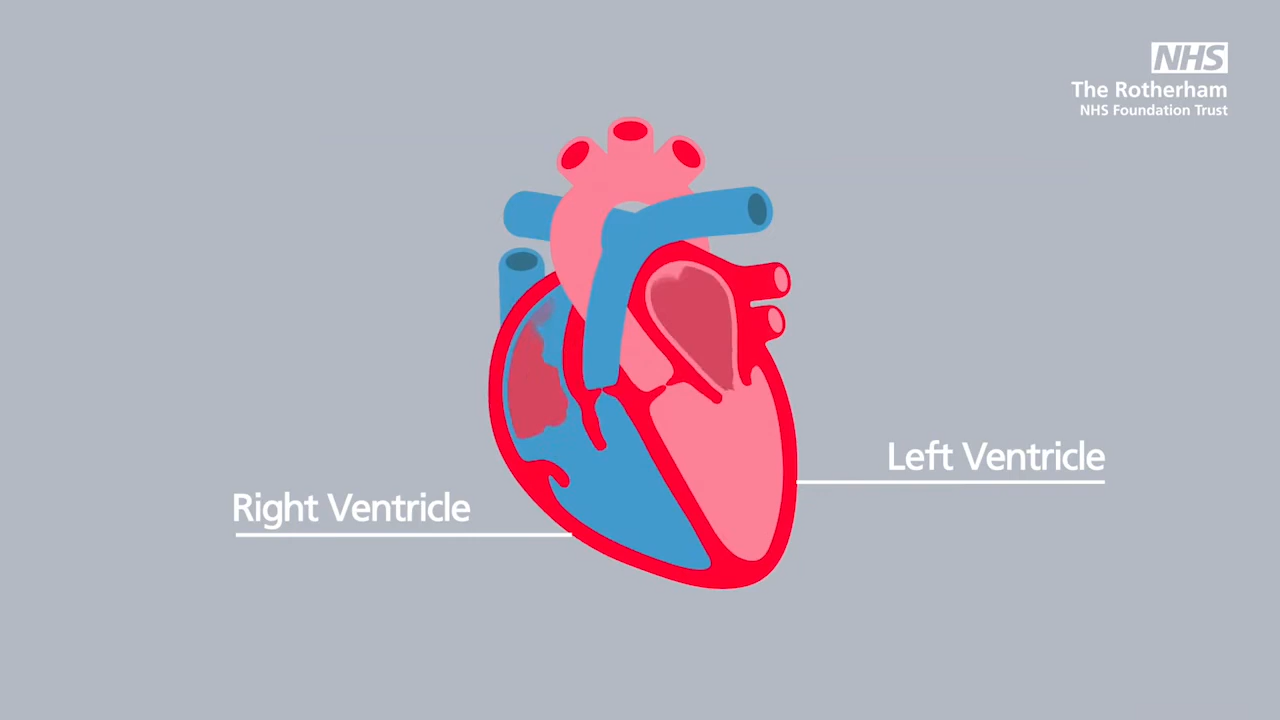 NHS
The Rotherham
NHS Foundation Trust
Left Ventricle
Right Ventricle